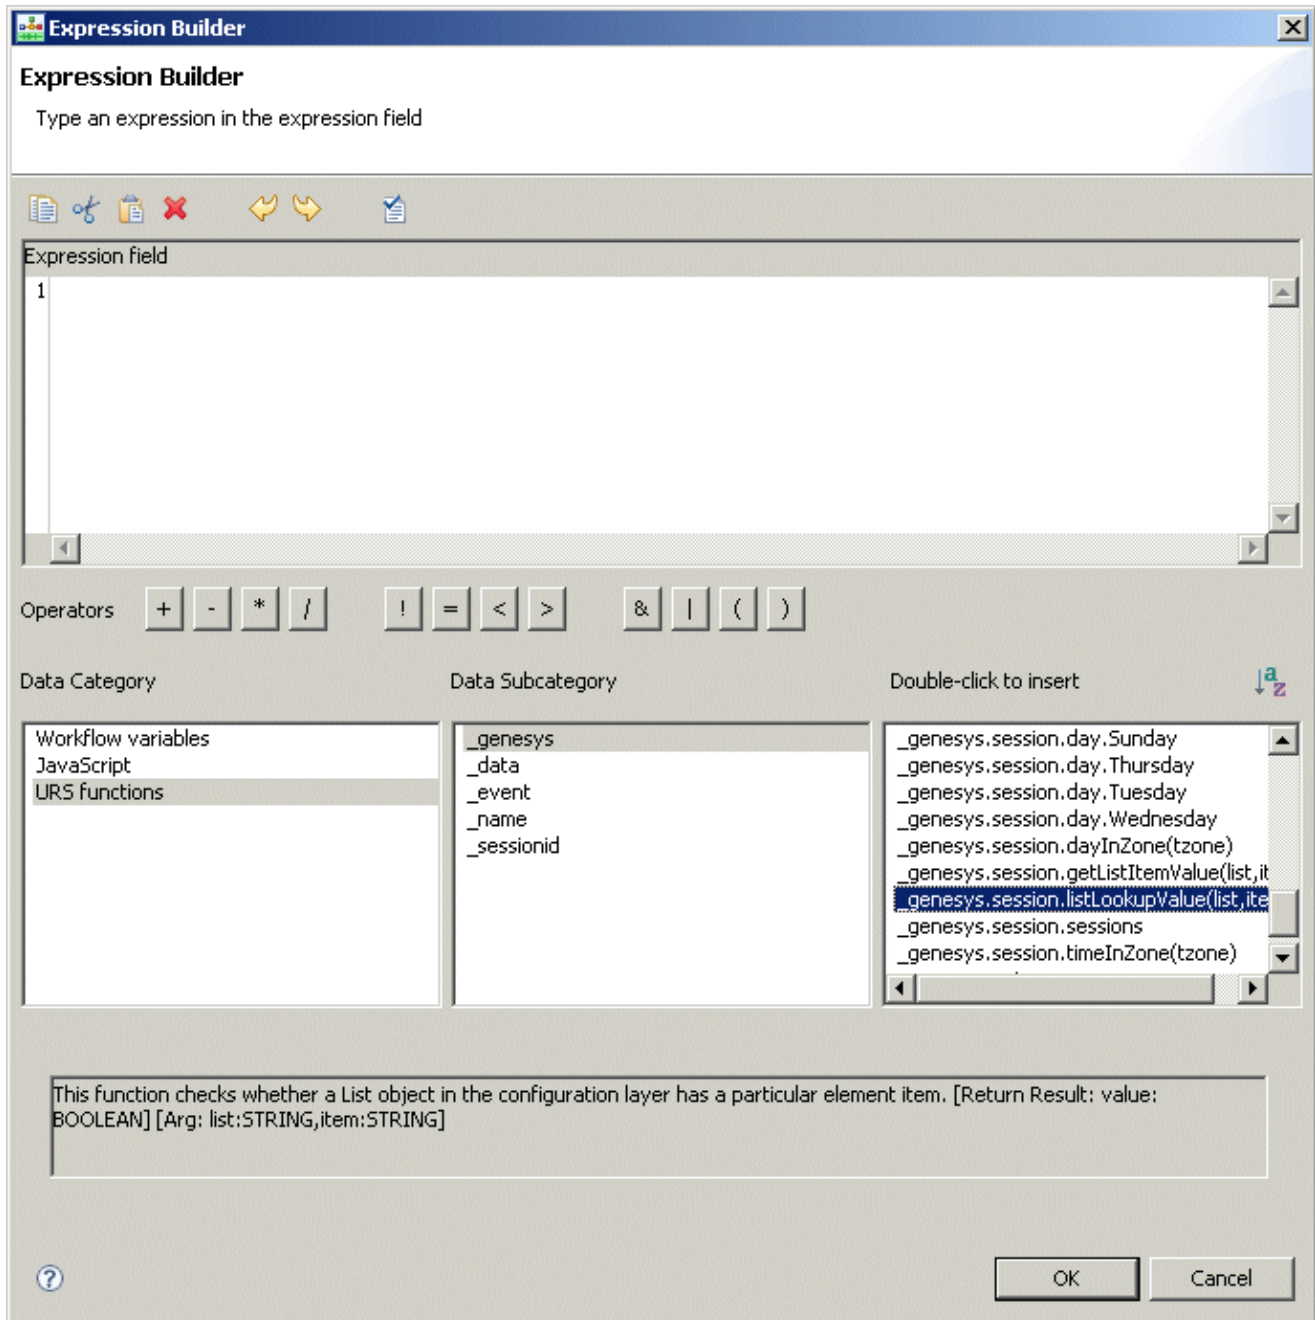 Expression Builder
Expression Builder
Type an expression in the expression field
Expression field
1
Operators + - * / ! = < > & | ( )
Data Category
Data Subcategory
Double-click to insert
a
z
Workflow variables
JavaScript
URS functions
_genesys
_data
_event
_name
_sessionid
_genesys.session.day.Sunday
_genesys.session.day.Thursday
_genesys.session.day.Tuesday
_genesys.session.day.Wednesday
_genesys.session.dayInZone(tzone)
_genesys.session.getListItemValue(list,it
_genesys.session.listLookupValue(list,ite
_genesys.session.sessions
_genesys.session.timeInZone(tzone)
This function checks whether a List object in the configuration layer has a particular element item. [Return Result: value:
BOOLEAN] [Arg: list:STRING,item:STRING]
?
OK
Cancel